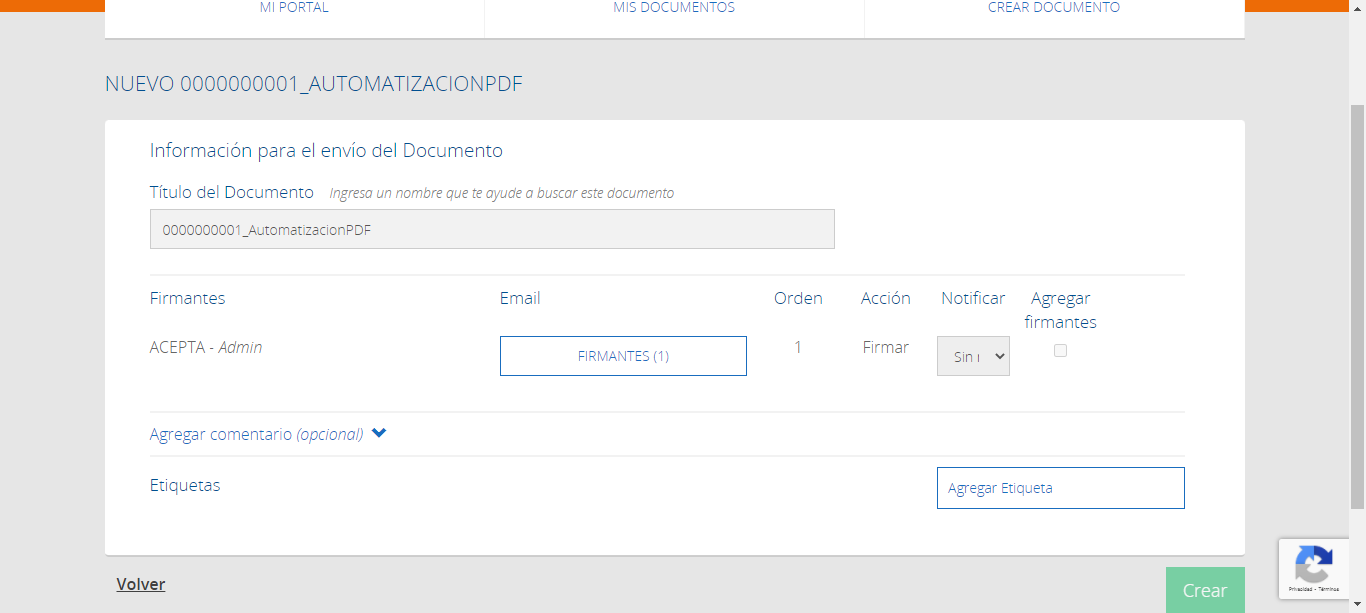 MI PORTAL MIS DOCUMENTOS CREAR DOCUMENTO
NUEVO 0000000001_AUTOMATIZACIONPDF
Información para el envío del Documento
Título del Documento Ingresa un nombre que te ayude a buscar este documento
0000000001_AutomatizacionPDF
Firmantes Email Orden Acción Notificar Agregar firmantes
ACEPTA - Admin FIRMANTES (1) 1 Firmar Sin
Agregar comentario (opcional)
Etiquetas Agregar Etiqueta
Volver Crear
Privacidad - Términos